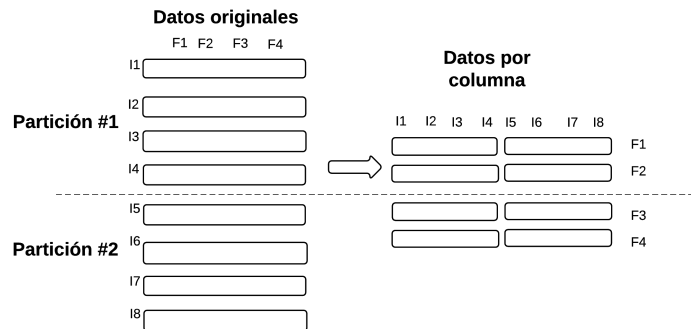 Datos originales
F1 F2 F3 F4
I1
I2
Partición #1
I3
I4
I5
I6
Partición #2
I7
I8
Datos por
columna
I1 I2 I3 I4 I5 I6 I7 I8
F1
F2
F3
F4